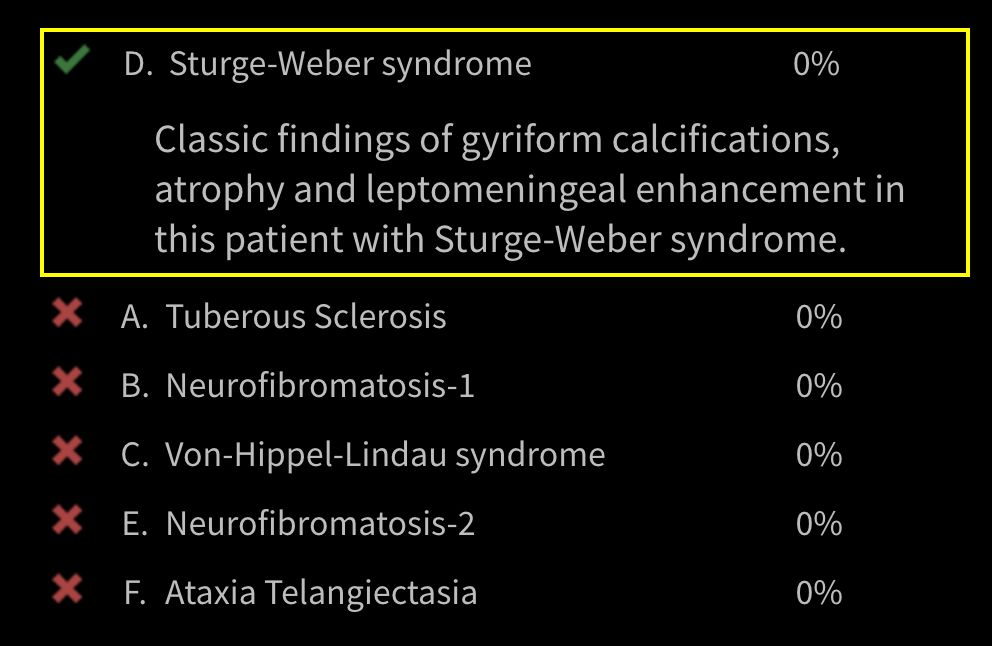 D. Sturge-Weber syndrome 0%
Classic findings of gyriform calcifications,
atrophy and leptomeningeal enhancement in
this patient with Sturge-Weber syndrome.
A. Tuberous Sclerosis 0%
B. Neurofibromatosis-1 0%
C. Von-Hippel-Lindau syndrome 0%
E. Neurofibromatosis-2 0%
F. Ataxia Telangiectasia 0%